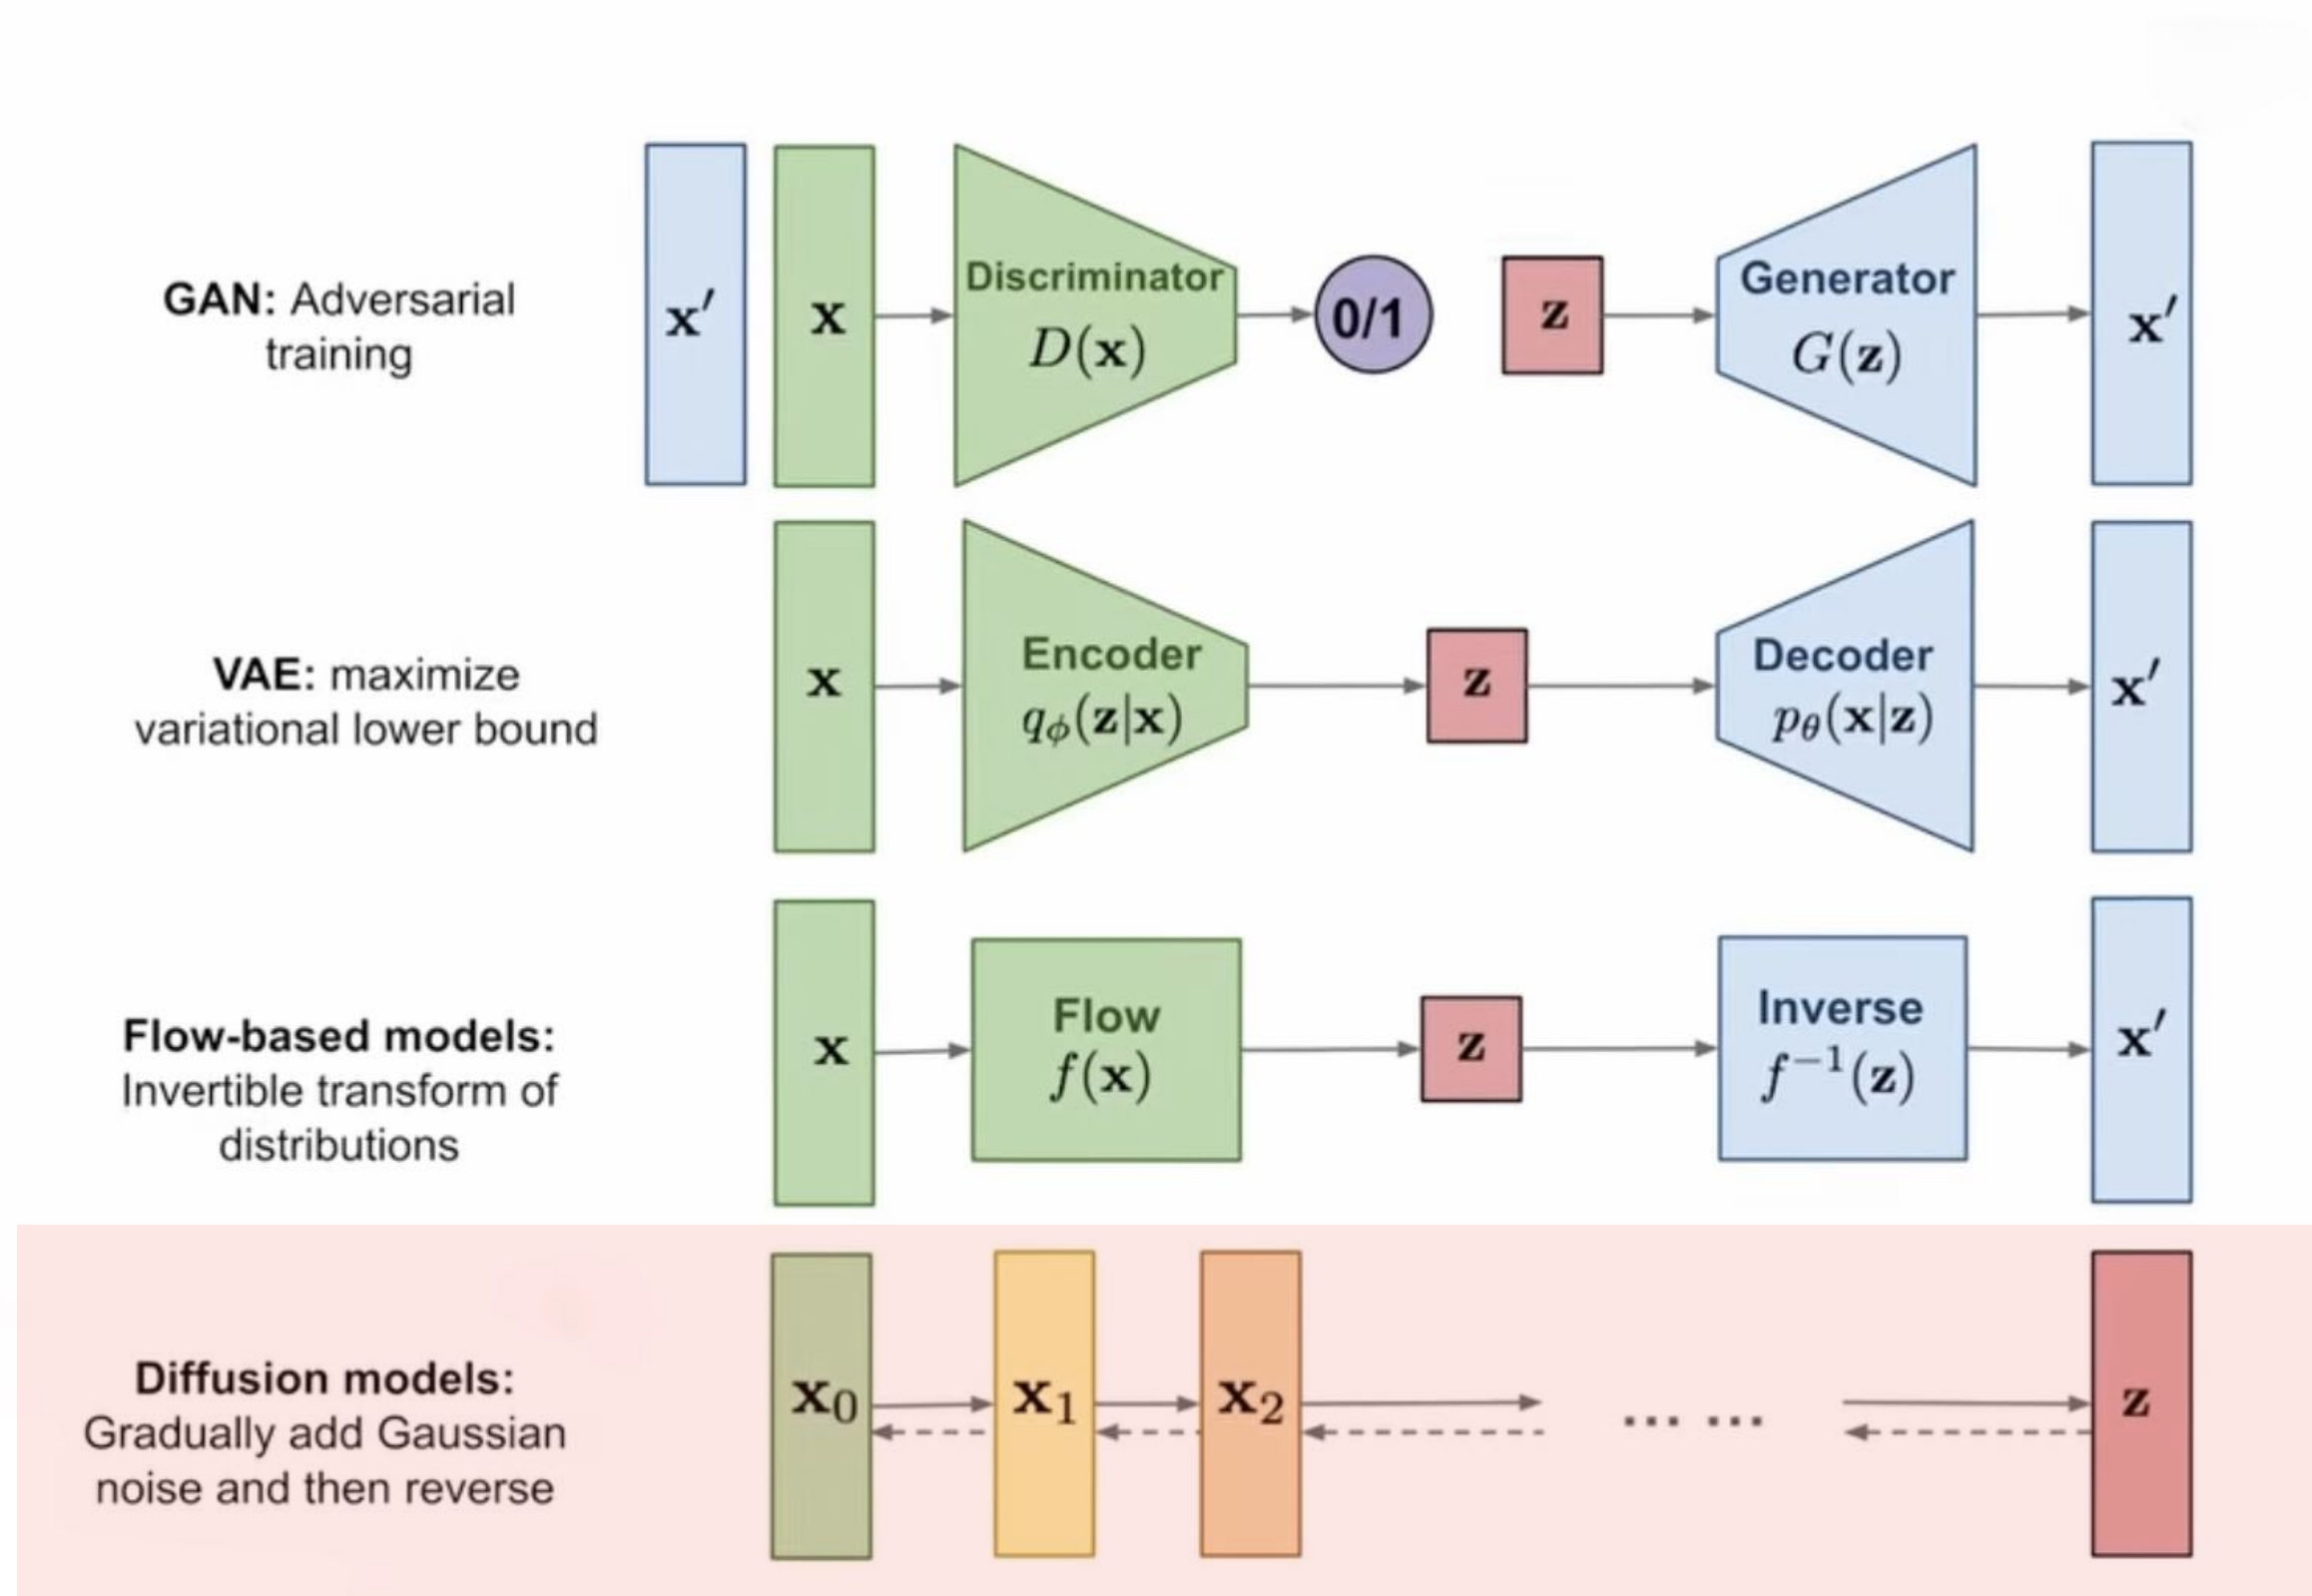 GAN: Adversarial
training
x′
x
Discriminator
D(x)
0/1
z
Generator
G(z)
x′
VAE: maximize
variational lower bound
x
Encoder
qϕ(z|x)
z
Decoder
pθ(x|z)
x′
Flow-based models:
Invertible transform of
distributions
x
Flow
f(x)
z
Inverse
f⁻¹(z)
x′
Diffusion models:
Gradually add Gaussian
noise and then reverse
x₀
x₁
x₂
... ...
z